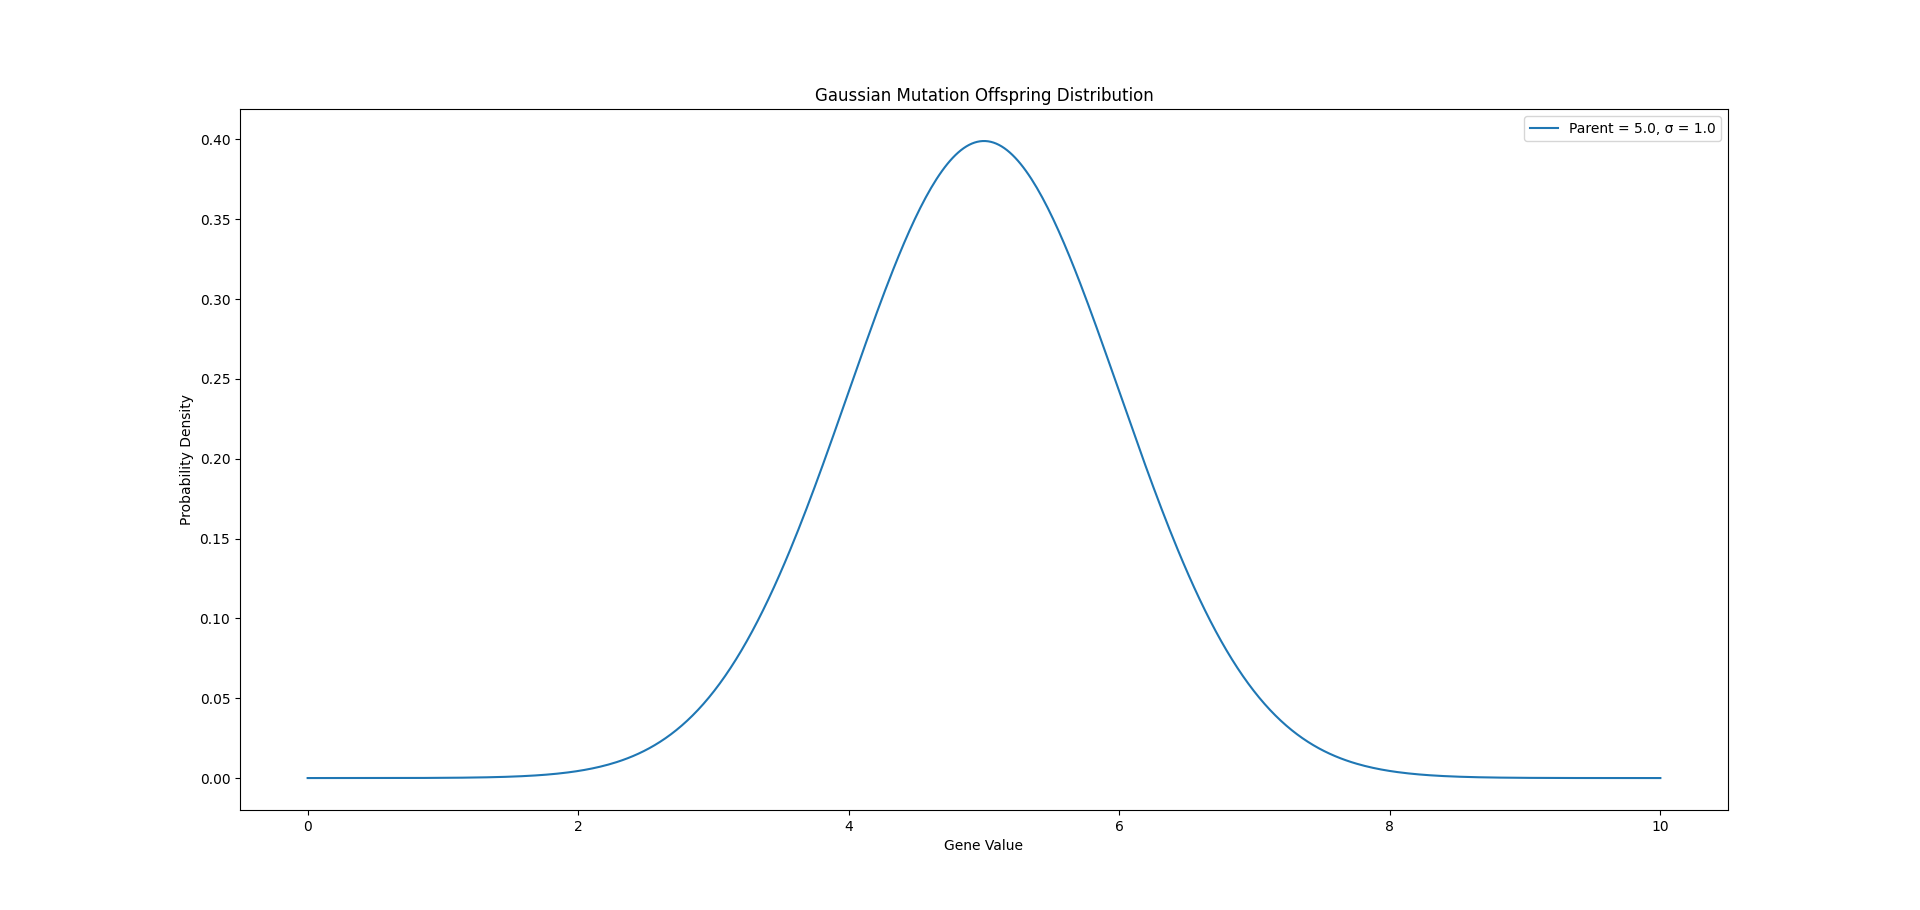 Gaussian Mutation Offspring Distribution
Parent = 5.0, σ = 1.0
0.40
0.35
0.30
0.25
0.20
0.15
0.10
0.05
0.00
Probability Density
0 2 4 6 8 10
Gene Value